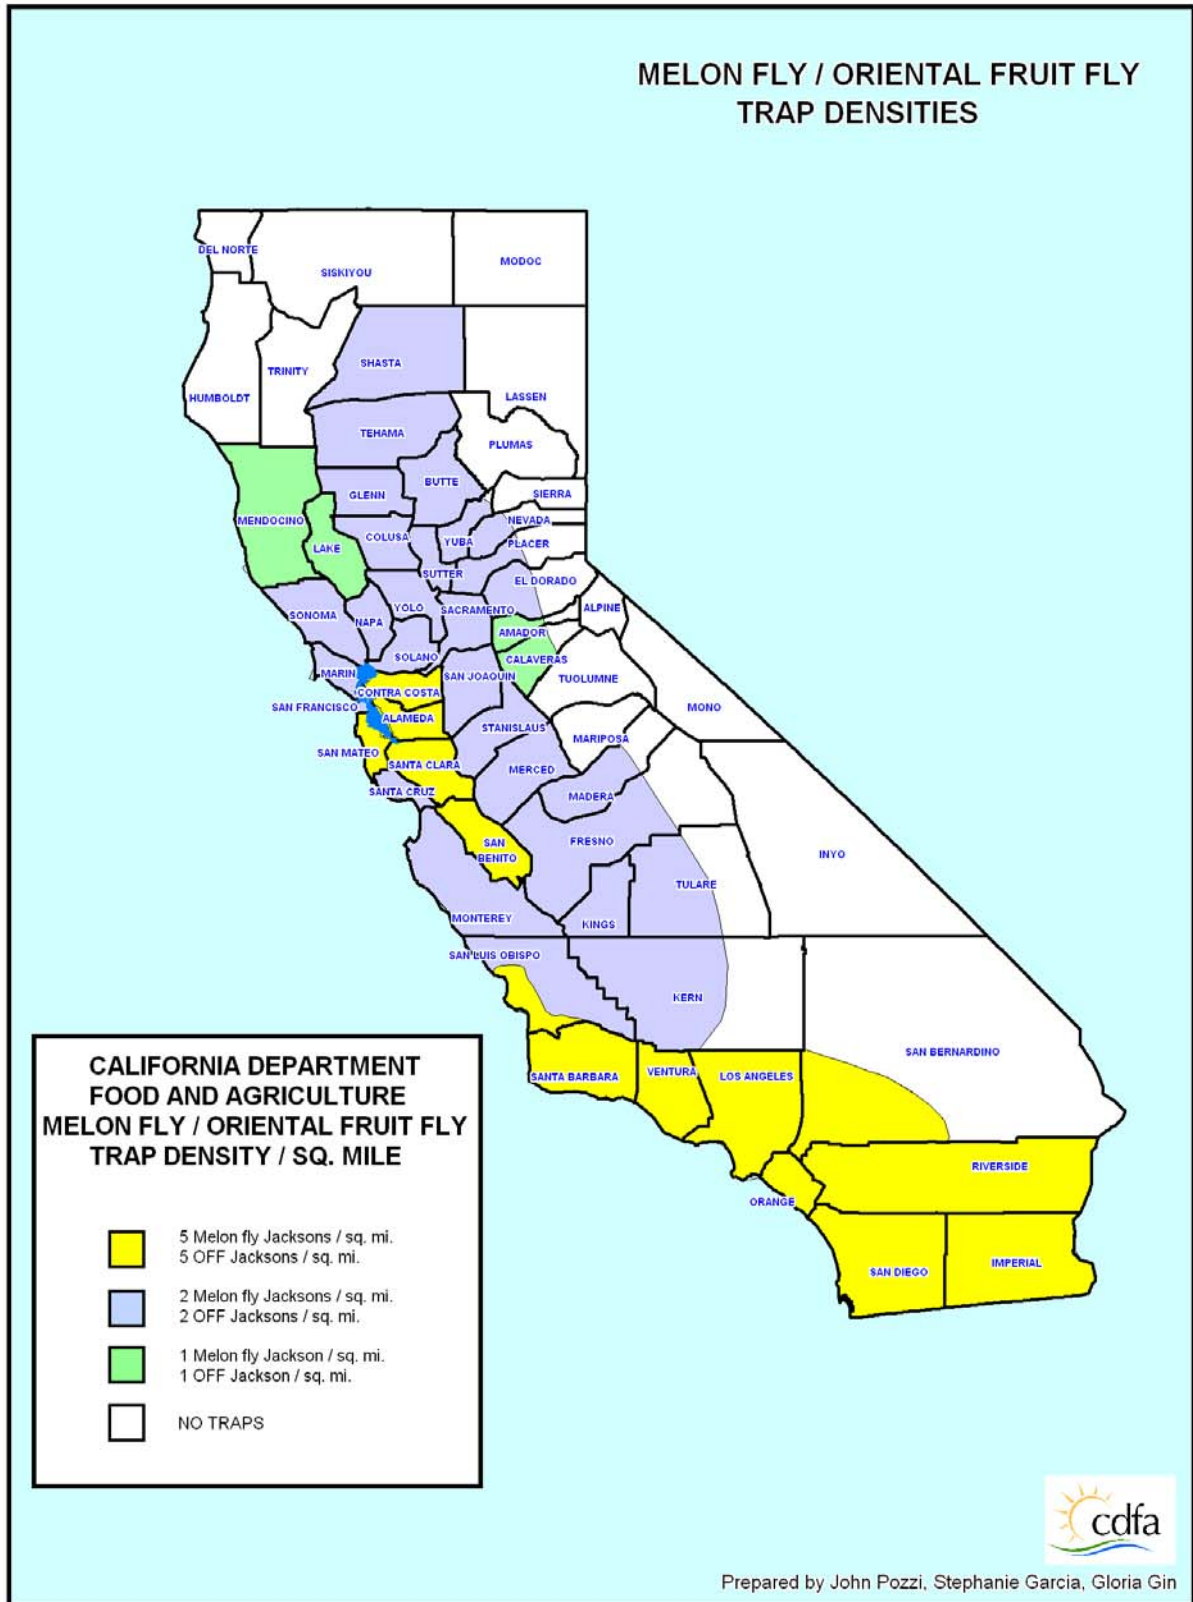 MELON FLY / ORIENTAL FRUIT FLY
TRAP DENSITIES
DEL NORTE
SISKIYOU
MODOC
SHASTA
TRINITY
HUMBOLDT
LASSEN
TEHAMA
PLUMAS
BUTTE
GLENN
SIERRA
MENDOCINO
NEVADA
COLUSA
YUBA
PLACER
LAKE
SUTTER
EL DORADO
YOLO
SACRAMENTO
ALPINE
SONOMA
NAPA
AMADOR
SOLANO
CALAVERAS
MARIN
SAN JOAQUIN
TUOLUMNE
CONTRA COSTA
SAN FRANCISCO
MONO
ALAMEDA
STANISLAUS
MARIPOSA
SAN MATEO
SANTA CLARA
MERCED
SANTA CRUZ
MADERA
FRESNO
SAN
BENITO
INYO
TULARE
MONTEREY
KINGS
SAN LUIS OBISPO
KERN
SAN BERNARDINO
SANTA BARBARA
VENTURA
LOS ANGELES
RIVERSIDE
ORANGE
SAN DIEGO
IMPERIAL
CALIFORNIA DEPARTMENT
FOOD AND AGRICULTURE
MELON FLY / ORIENTAL FRUIT FLY
TRAP DENSITY / SQ. MILE
5 Melon fly Jacksons / sq. mi.
5 OFF Jacksons / sq. mi.
2 Melon fly Jacksons / sq. mi.
2 OFF Jacksons / sq. mi.
1 Melon fly Jackson / sq. mi.
1 OFF Jackson / sq. mi.
NO TRAPS
cdfa
Prepared by John Pozzi, Stephanie Garcia, Gloria Gin